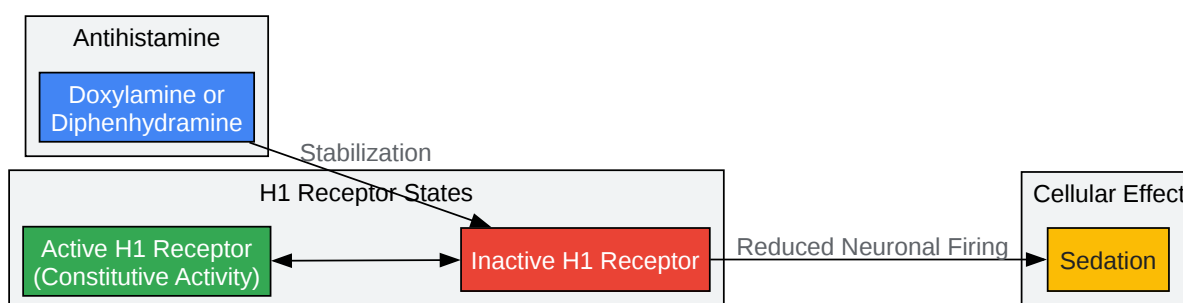 Antihistamine
Doxylamine or
Diphenhydramine
Stabilization
H1 Receptor States
Active H1 Receptor
(Constitutive Activity)
Inactive H1 Receptor
Reduced Neuronal Firing
Cellular Effect
Sedation